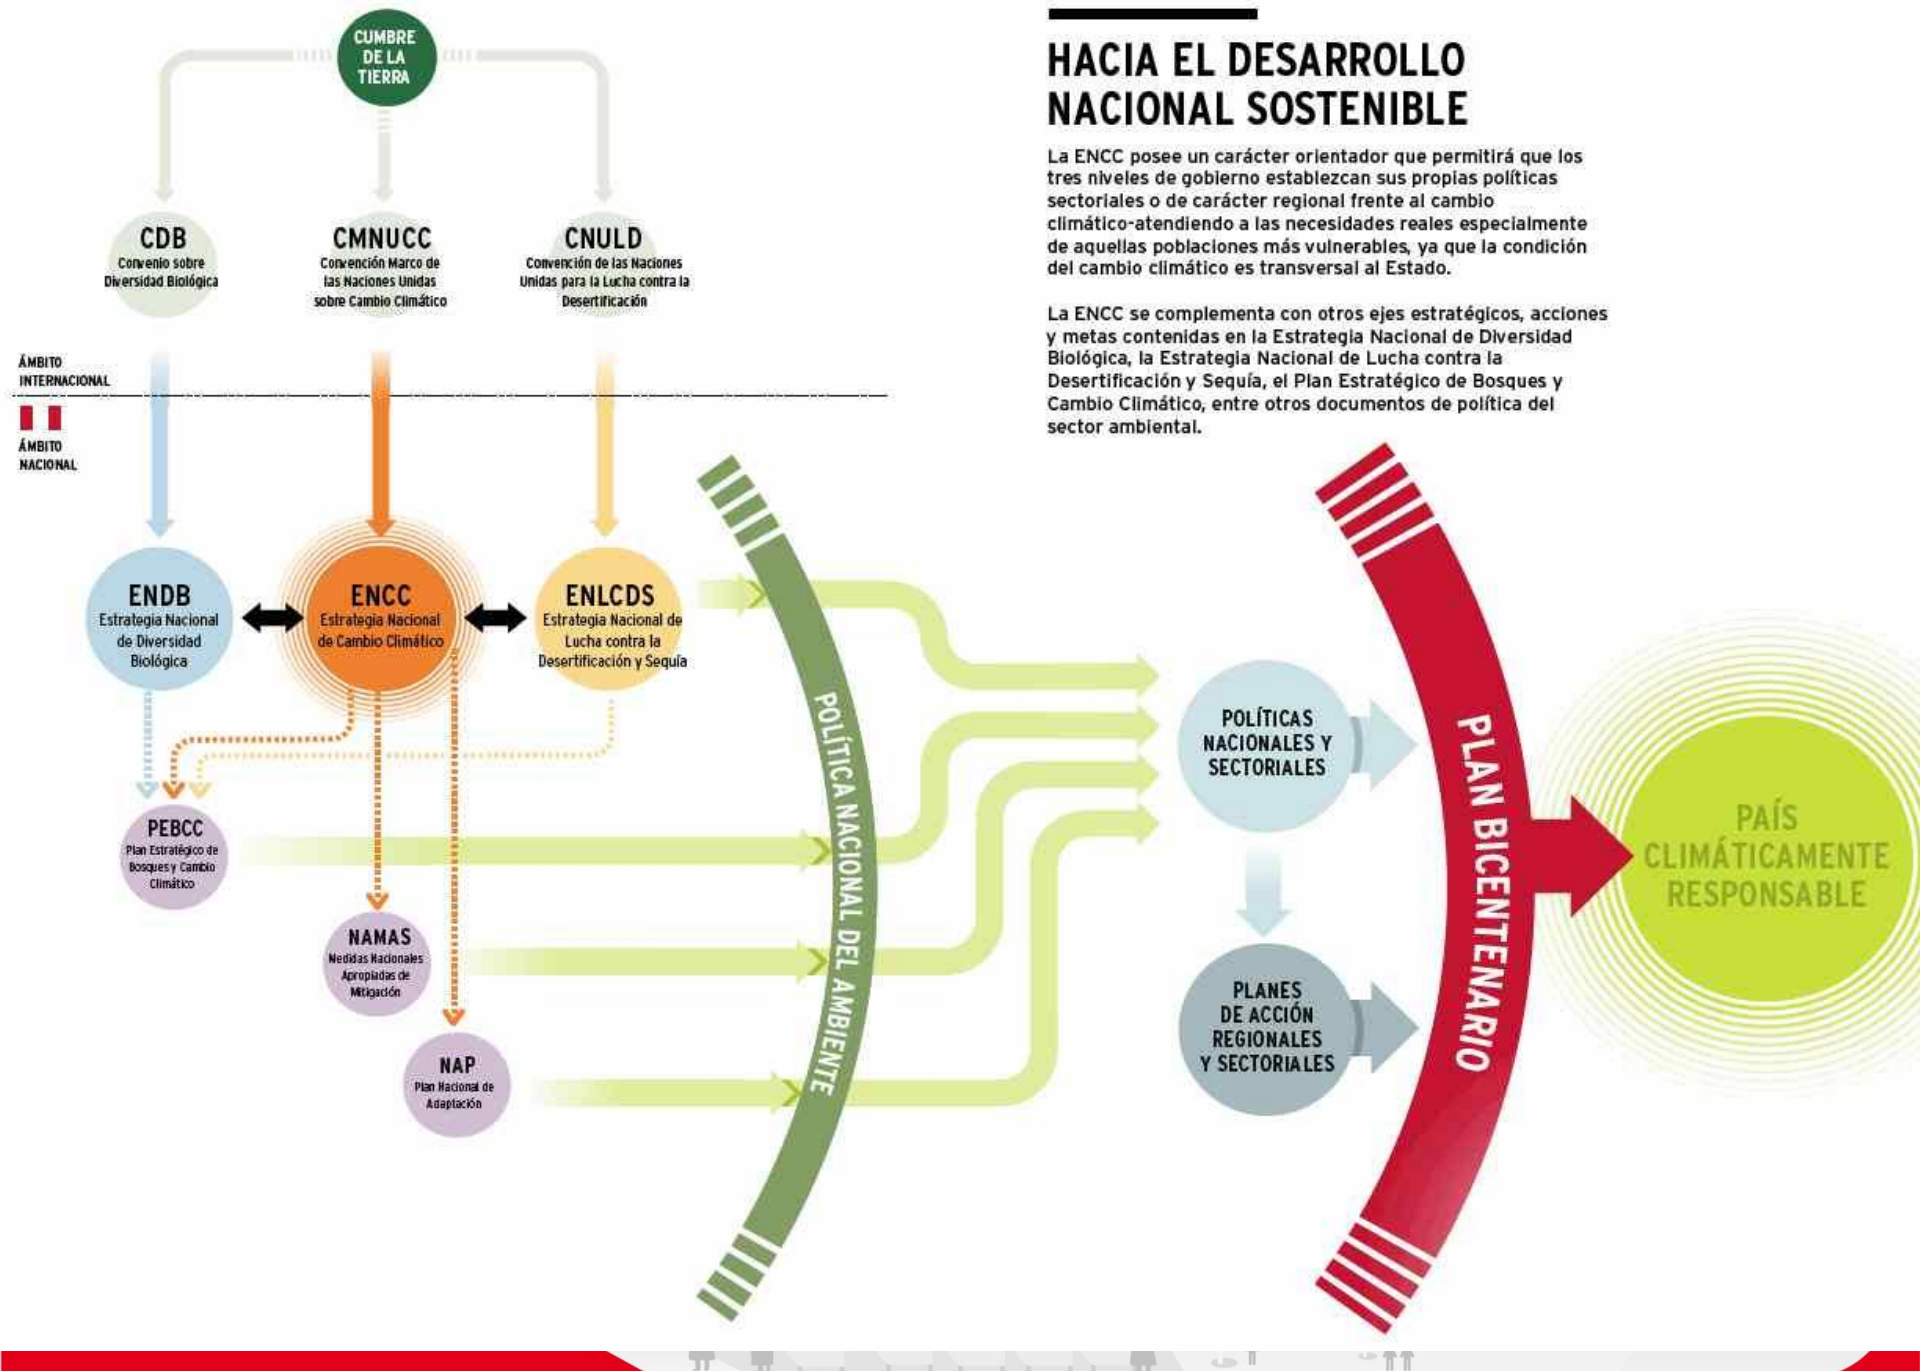 CUMBRE
DE LA
TIERRA
HACIA EL DESARROLLO
NACIONAL SOSTENIBLE
La ENCC posee un carácter orientador que permitirá que los
tres niveles de gobierno establezcan sus propias políticas
sectoriales o de carácter regional frente al cambio
climático-atendiendo a las necesidades reales especialmente
de aquellas poblaciones más vulnerables, ya que la condición
del cambio climático es transversal al Estado.
La ENCC se complementa con otros ejes estratégicos, acciones
y metas contenidas en la Estrategia Nacional de Diversidad
Biológica, la Estrategia Nacional de Lucha contra la
Desertificación y Sequía, el Plan Estratégico de Bosques y
Cambio Climático, entre otros documentos de política del
sector ambiental.
CDB
Convenio sobre
Diversidad Biológica
CMNUCC
Convención Marco de
las Naciones Unidas
sobre Cambio Climático
CNULD
Convención de las Naciones
Unidas para la Lucha contra la
Desertificación
ÁMBITO
INTERNACIONAL
ÁMBITO
NACIONAL
ENDB
Estrategia Nacional
de Diversidad
Biológica
ENCC
Estrategia Nacional
de Cambio Climático
ENLCDS
Estrategia Nacional de
Lucha contra la
Desertificación y Sequía
PEBCC
Plan Estratégico de
Bosques y Cambio
Climático
NAMAS
Medidas Nacionales
Apropiadas de
Mitigación
NAP
Plan Nacional de
Adaptación
POLÍTICA NACIONAL DEL AMBIENTE
POLÍTICAS
NACIONALES Y
SECTORIALES
PLANES
DE ACCIÓN
REGIONALES
Y SECTORIALES
PLAN BICENTENARIO
PAÍS
CLIMÁTICAMENTE
RESPONSABLE